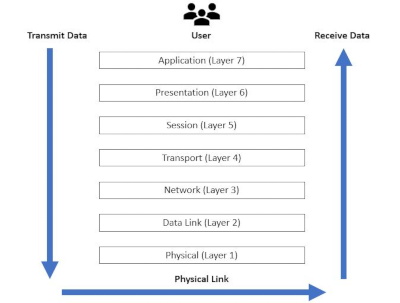 Transmit Data User Receive Data
Application (Layer 7)
Presentation (Layer 6)
Session (Layer 5)
Transport (Layer 4)
Network (Layer 3)
Data Link (Layer 2)
Physical (Layer 1)
Physical Link